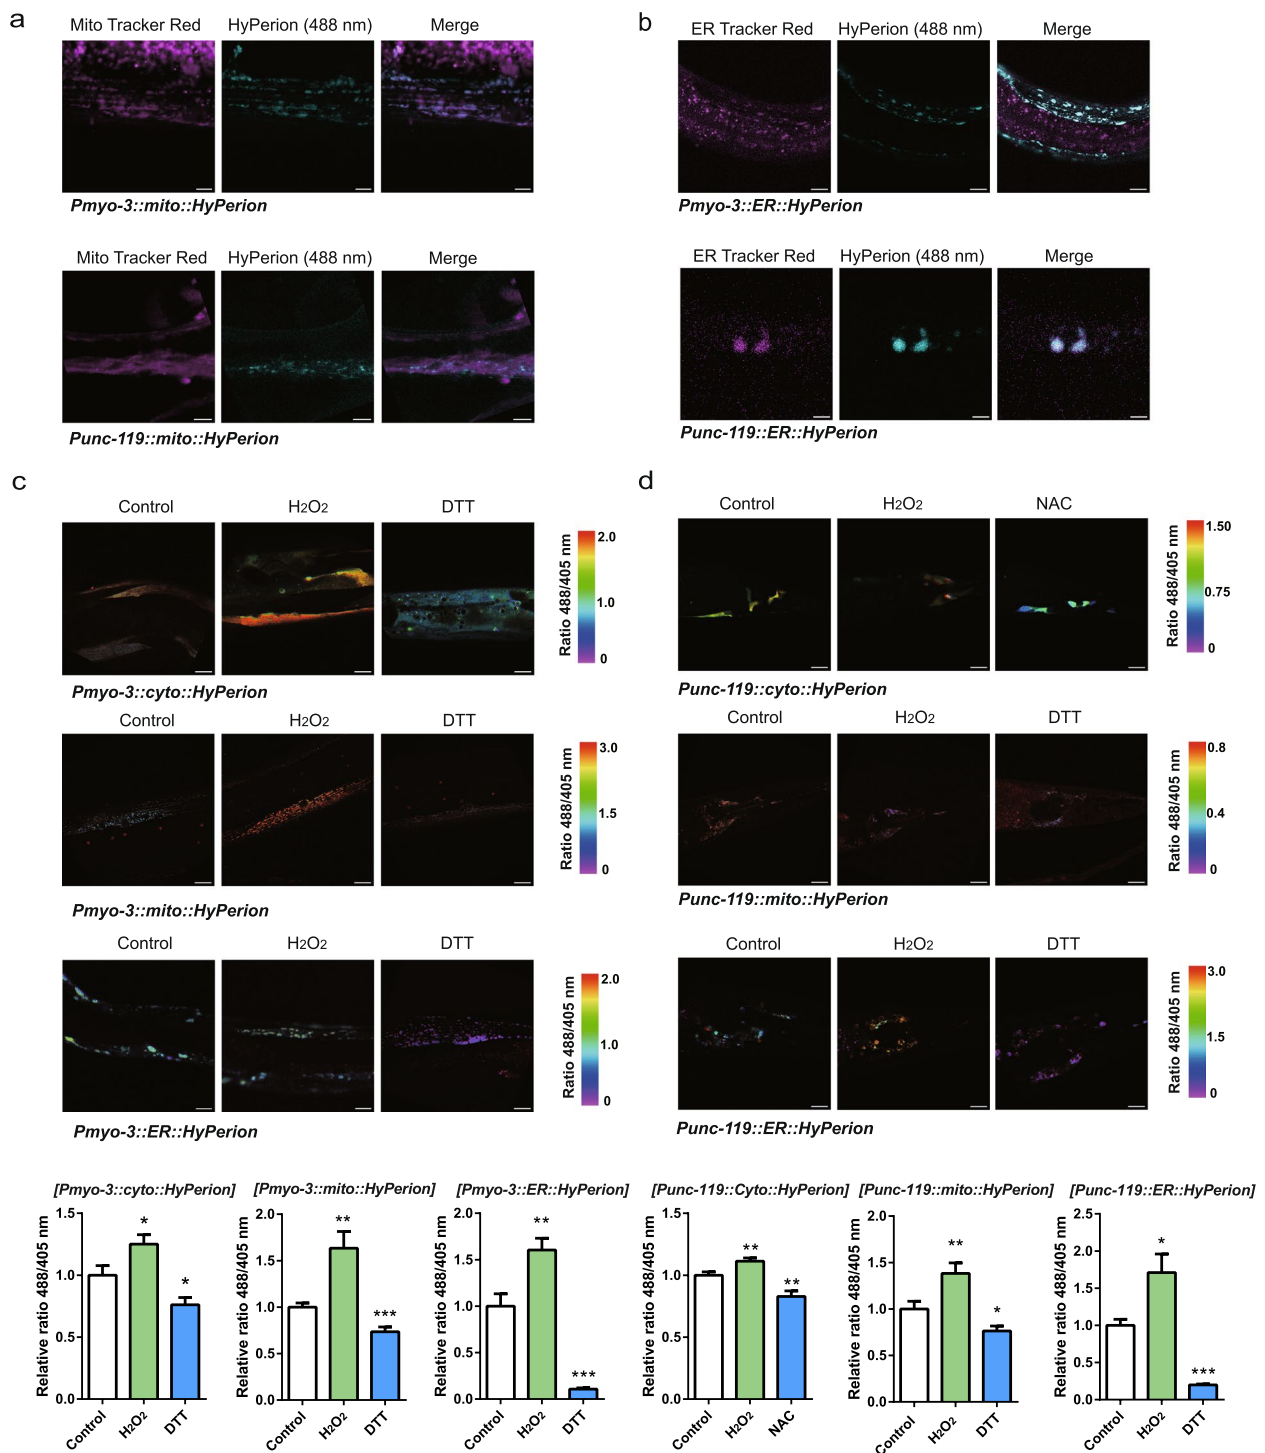 a
Mito Tracker Red HyPerion (488 nm) Merge
Pmyo-3::mito::HyPerion
Mito Tracker Red HyPerion (488 nm) Merge
Punc-119::mito::HyPerion
b
ER Tracker Red HyPerion (488 nm) Merge
Pmyo-3::ER::HyPerion
ER Tracker Red HyPerion (488 nm) Merge
Punc-119::ER::HyPerion
c
Control H2O2 DTT
Ratio 488/405 nm
2.0
1.0
0
Pmyo-3::cyto::HyPerion
Control H2O2 DTT
Ratio 488/405 nm
3.0
1.5
0
Pmyo-3::mito::HyPerion
Control H2O2 DTT
Ratio 488/405 nm
2.0
1.0
0
Pmyo-3::ER::HyPerion
d
Control H2O2 NAC
Ratio 488/405 nm
1.50
0.75
0
Punc-119::cyto::HyPerion
Control H2O2 DTT
Ratio 488/405 nm
0.8
0.4
0
Punc-119::mito::HyPerion
Control H2O2 DTT
Ratio 488/405 nm
3.0
1.5
0
Punc-119::ER::HyPerion
[Pmyo-3::cyto::HyPerion]
Relative ratio 488/405 nm
1.5
1.0
0.5
0.0
*
*
Control H2O2 DTT
[Pmyo-3::mito::HyPerion]
Relative ratio 488/405 nm
2.0
1.5
1.0
0.5
0.0
**
***
Control H2O2 DTT
[Pmyo-3::ER::HyPerion]
Relative ratio 488/405 nm
2.0
1.5
1.0
0.5
0.0
**
***
Control H2O2 DTT
[Punc-119::Cyto::HyPerion]
Relative ratio 488/405 nm
1.5
1.0
0.5
0.0
**
**
Control H2O2 NAC
[Punc-119::mito::HyPerion]
Relative ratio 488/405 nm
2.0
1.5
1.0
0.5
0.0
**
*
Control H2O2 DTT
[Punc-119::ER::HyPerion]
Relative ratio 488/405 nm
2.5
2.0
1.5
1.0
0.5
0.0
*
***
Control H2O2 DTT